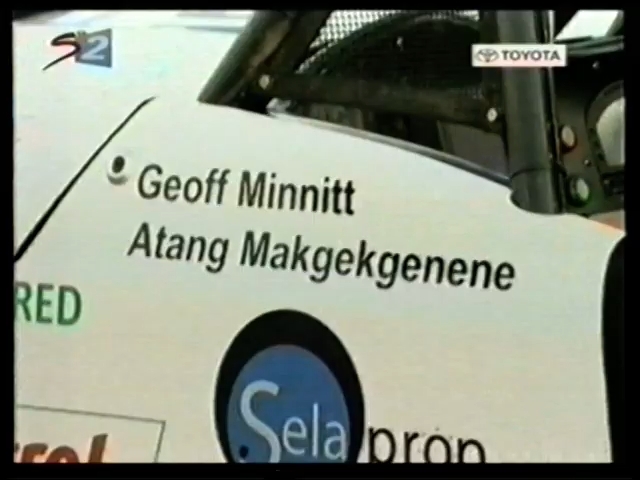 S2
TOYOTA
Geoff Minnitt
Atang Makgekgenene
RED
Sela prop